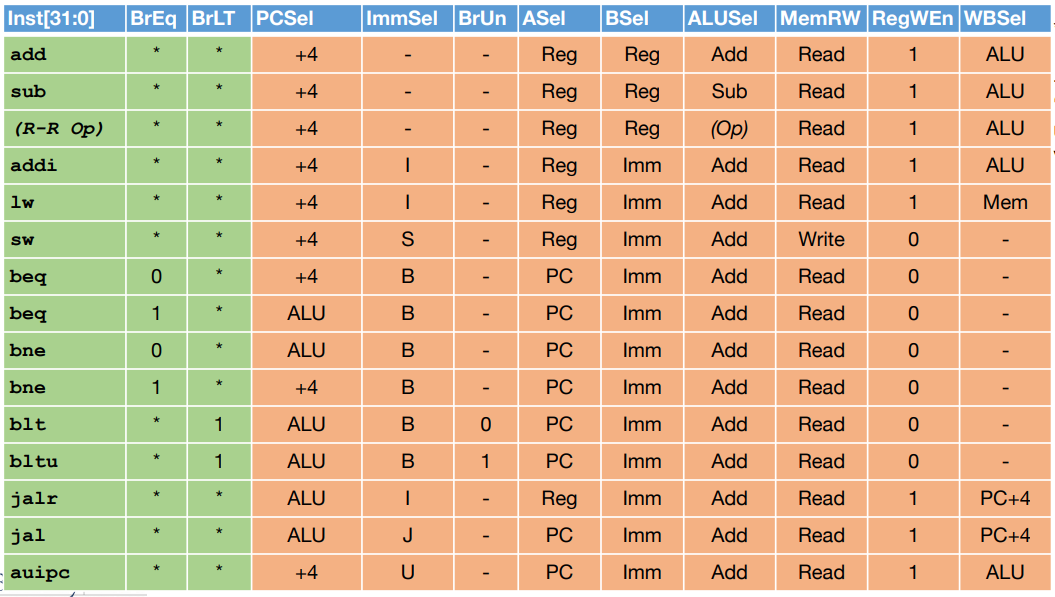 Inst[31:0] BrEq BrLT PCSel ImmSel BrUn ASel BSel ALUSel MemRW RegWEn WBSel
add * * +4 - - Reg Reg Add Read 1 ALU
sub * * +4 - - Reg Reg Sub Read 1 ALU
(R-R Op) * * +4 - - Reg Reg (Op) Read 1 ALU
addi * * +4 I - Reg Imm Add Read 1 ALU
lw * * +4 I - Reg Imm Add Read 1 Mem
sw * * +4 S - Reg Imm Add Write 0 -
beq 0 * +4 B - PC Imm Add Read 0 -
beq 1 * ALU B - PC Imm Add Read 0 -
bne 0 * ALU B - PC Imm Add Read 0 -
bne 1 * +4 B - PC Imm Add Read 0 -
blt * 1 ALU B 0 PC Imm Add Read 0 -
bltu * 1 ALU B 1 PC Imm Add Read 0 -
jalr * * ALU I - Reg Imm Add Read 1 PC+4
jal * * ALU J - PC Imm Add Read 1 PC+4
auipc * * +4 U - PC Imm Add Read 1 ALU